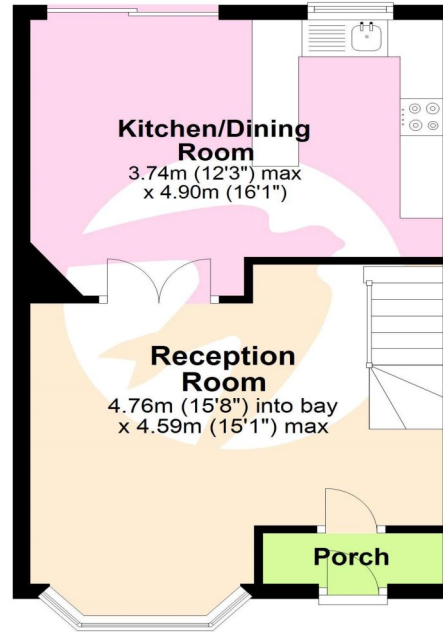 Kitchen/Dining
Room
3.74m (12'3") max
x 4.90m (16'1")
Reception
Room
4.76m (15'8") into bay
x 4.59m (15'1") max
Porch